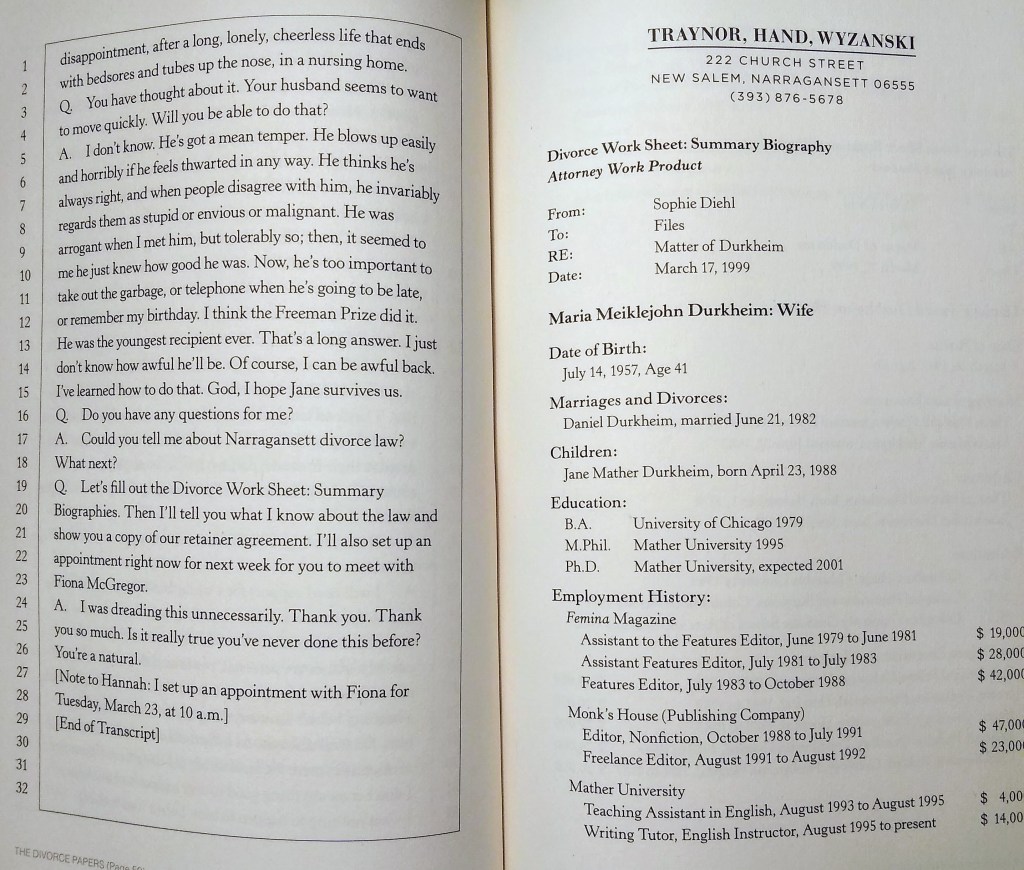 1 disappointment, after a long, lonely, cheerless life that ends
2 with bedsores and tubes up the nose, in a nursing home.
3 Q. You have thought about it. Your husband seems to want
4 to move quickly. Will you be able to do that?
5 A. I don't know. He's got a mean temper. He blows up easily
6 and horribly if he feels thwarted in any way. He thinks he's
7 always right, and when people disagree with him, he invariably
8 regards them as stupid or envious or malignant. He was
9 arrogant when I met him, but tolerably so; then, it seemed to
10 me he just knew how good he was. Now, he's too important to
11 take out the garbage, or telephone when he's going to be late,
12 or remember my birthday. I think the Freeman Prize did it.
13 He was the youngest recipient ever. That's a long answer. I just
14 don't know how awful he'll be. Of course, I can be awful back.
15 I've learned how to do that. God, I hope Jane survives us.
16 Q. Do you have any questions for me?
17 A. Could you tell me about Narragansett divorce law?
18 What next?
19 Q. Let's fill out the Divorce Work Sheet: Summary
20 Biographies. Then I'll tell you what I know about the law and
21 show you a copy of our retainer agreement. I'll also set up an
22 appointment right now for next week for you to meet with
23 Fiona McGregor.
24 A. I was dreading this unnecessarily. Thank you. Thank
25 you so much. Is it really true you've never done this before?
26 You're a natural.
27 [Note to Hannah: I set up an appointment with Fiona for
28 Tuesday, March 23, at 10 a.m.]
29 [End of Transcript]
30
31
32
THE DIVORCE PAPERS (Page
TRAYNOR, HAND, WYZANSKI
222 CHURCH STREET
NEW SALEM, NARRAGANSETT 06555
(393) 876-5678
Divorce Work Sheet: Summary Biography
Attorney Work Product
From: Sophie Diehl
To: Files
RE: Matter of Durkheim
Date: March 17, 1999
Maria Meiklejohn Durkheim: Wife
Date of Birth:
July 14, 1957, Age 41
Marriages and Divorces:
Daniel Durkheim, married June 21, 1982
Children:
Jane Mather Durkheim, born April 23, 1988
Education:
B.A. University of Chicago 1979
M.Phil. Mather University 1995
Ph.D. Mather University, expected 2001
Employment History:
Femina Magazine
Assistant to the Features Editor, June 1979 to June 1981 $ 19,000
Assistant Features Editor, July 1981 to July 1983 $ 28,000
Features Editor, July 1983 to October 1988 $ 42,000
Monk's House (Publishing Company)
Editor, Nonfiction, October 1988 to July 1991 $ 47,000
Freelance Editor, August 1991 to August 1992 $ 23,000
Mather University
Teaching Assistant in English, August 1993 to August 1995 $ 4,00
Writing Tutor, English Instructor, August 1995 to present $ 14,00